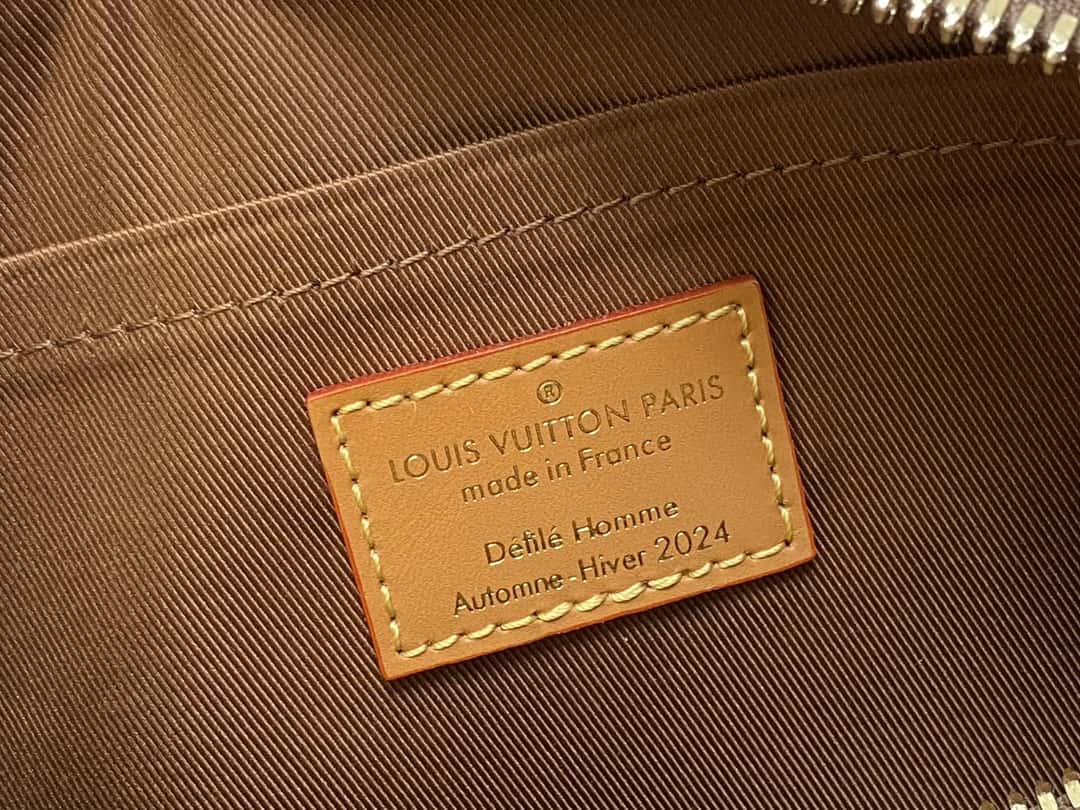 ®
LOUIS VUITTON PARIS
made in France
Défilé Homme
Automne-Hiver 2024